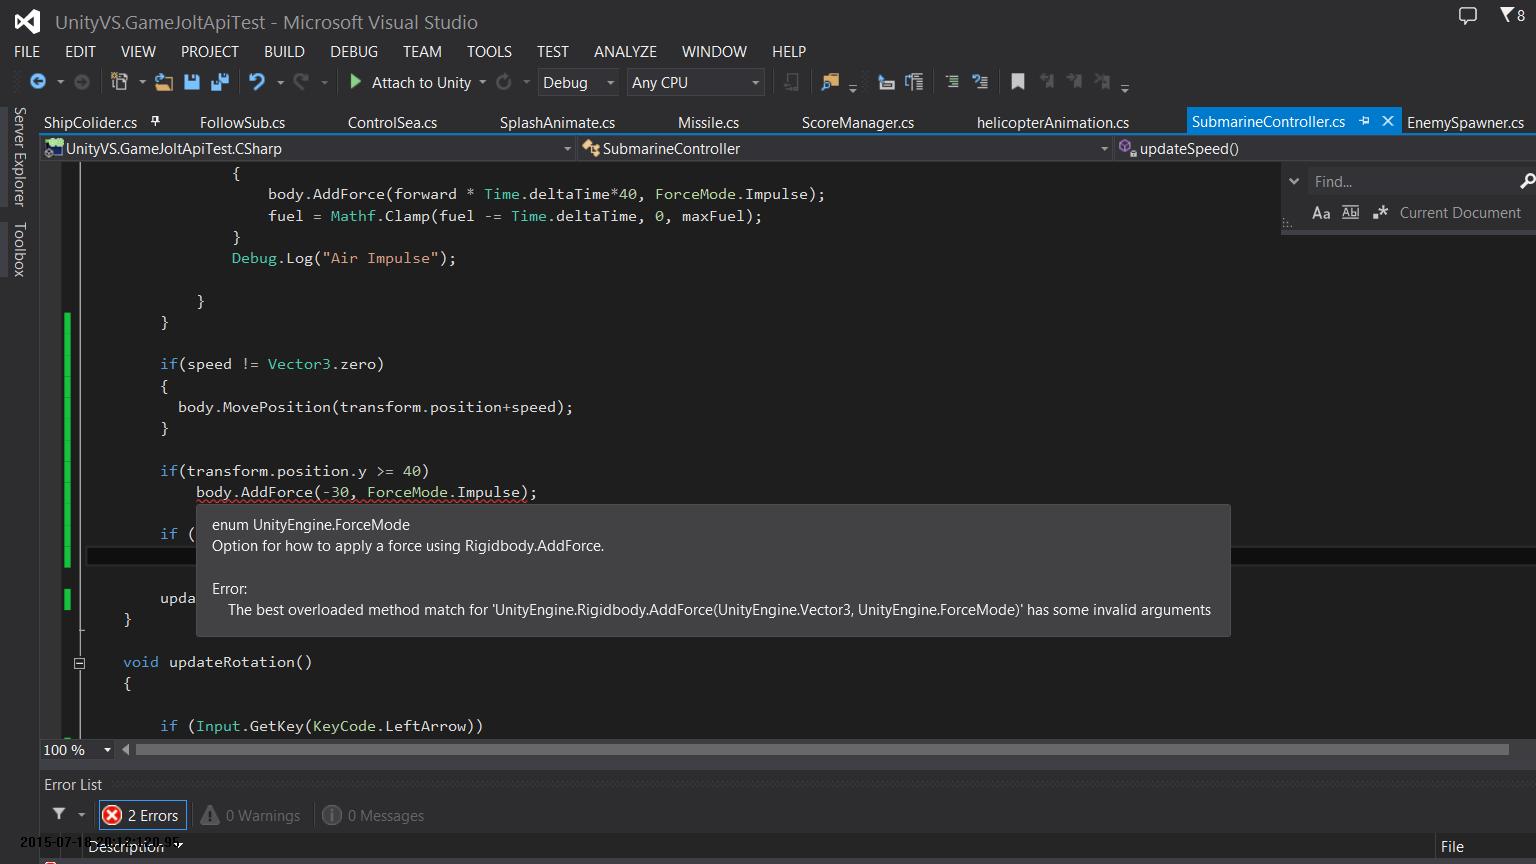 UnityVS.GameJoltApiTest - Microsoft Visual Studio
8
FILE EDIT VIEW PROJECT BUILD DEBUG TEAM TOOLS TEST ANALYZE WINDOW HELP
Attach to Unity Debug Any CPU
Server Explorer
Toolbox
ShipColider.cs FollowSub.cs ControlSea.cs SplashAnimate.cs Missile.cs ScoreManager.cs helicopterAnimation.cs SubmarineController.cs EnemySpawner.cs
UnityVS.GameJoltApiTest.CSharp SubmarineController updateSpeed()
Find...
Aa Abl .* Current Document
{
body.AddForce(forward * Time.deltaTime*40, ForceMode.Impulse);
fuel = Mathf.Clamp(fuel -= Time.deltaTime, 0, maxFuel);
}
Debug.Log("Air Impulse");
}
}
if(speed != Vector3.zero)
{
body.MovePosition(transform.position+speed);
}
if(transform.position.y >= 40)
body.AddForce(-30, ForceMode.Impulse);
if (
enum UnityEngine.ForceMode
Option for how to apply a force using Rigidbody.AddForce.
Error:
The best overloaded method match for 'UnityEngine.Rigidbody.AddForce(UnityEngine.Vector3, UnityEngine.ForceMode)' has some invalid arguments
upda
}
void updateRotation()
{
if (Input.GetKey(KeyCode.LeftArrow))
100 %
Error List
2 Errors 0 Warnings 0 Messages
Description File